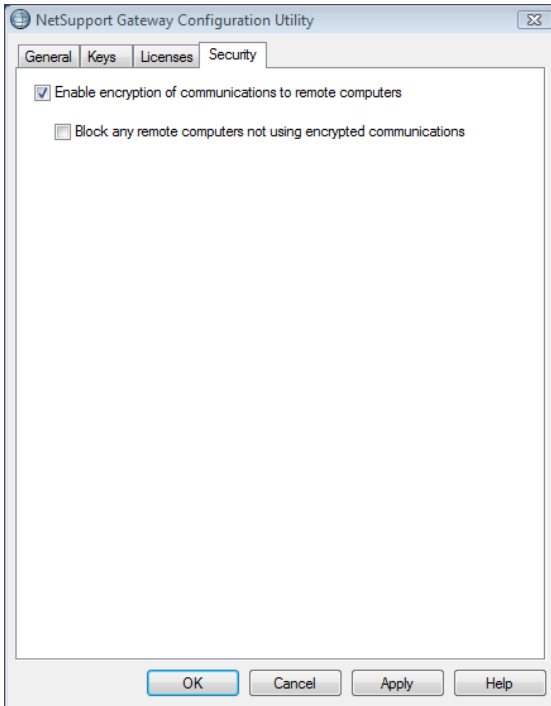 NetSupport Gateway Configuration Utility
General Keys Licenses Security
Enable encryption of communications to remote computers
Block any remote computers not using encrypted communications
OK Cancel Apply Help